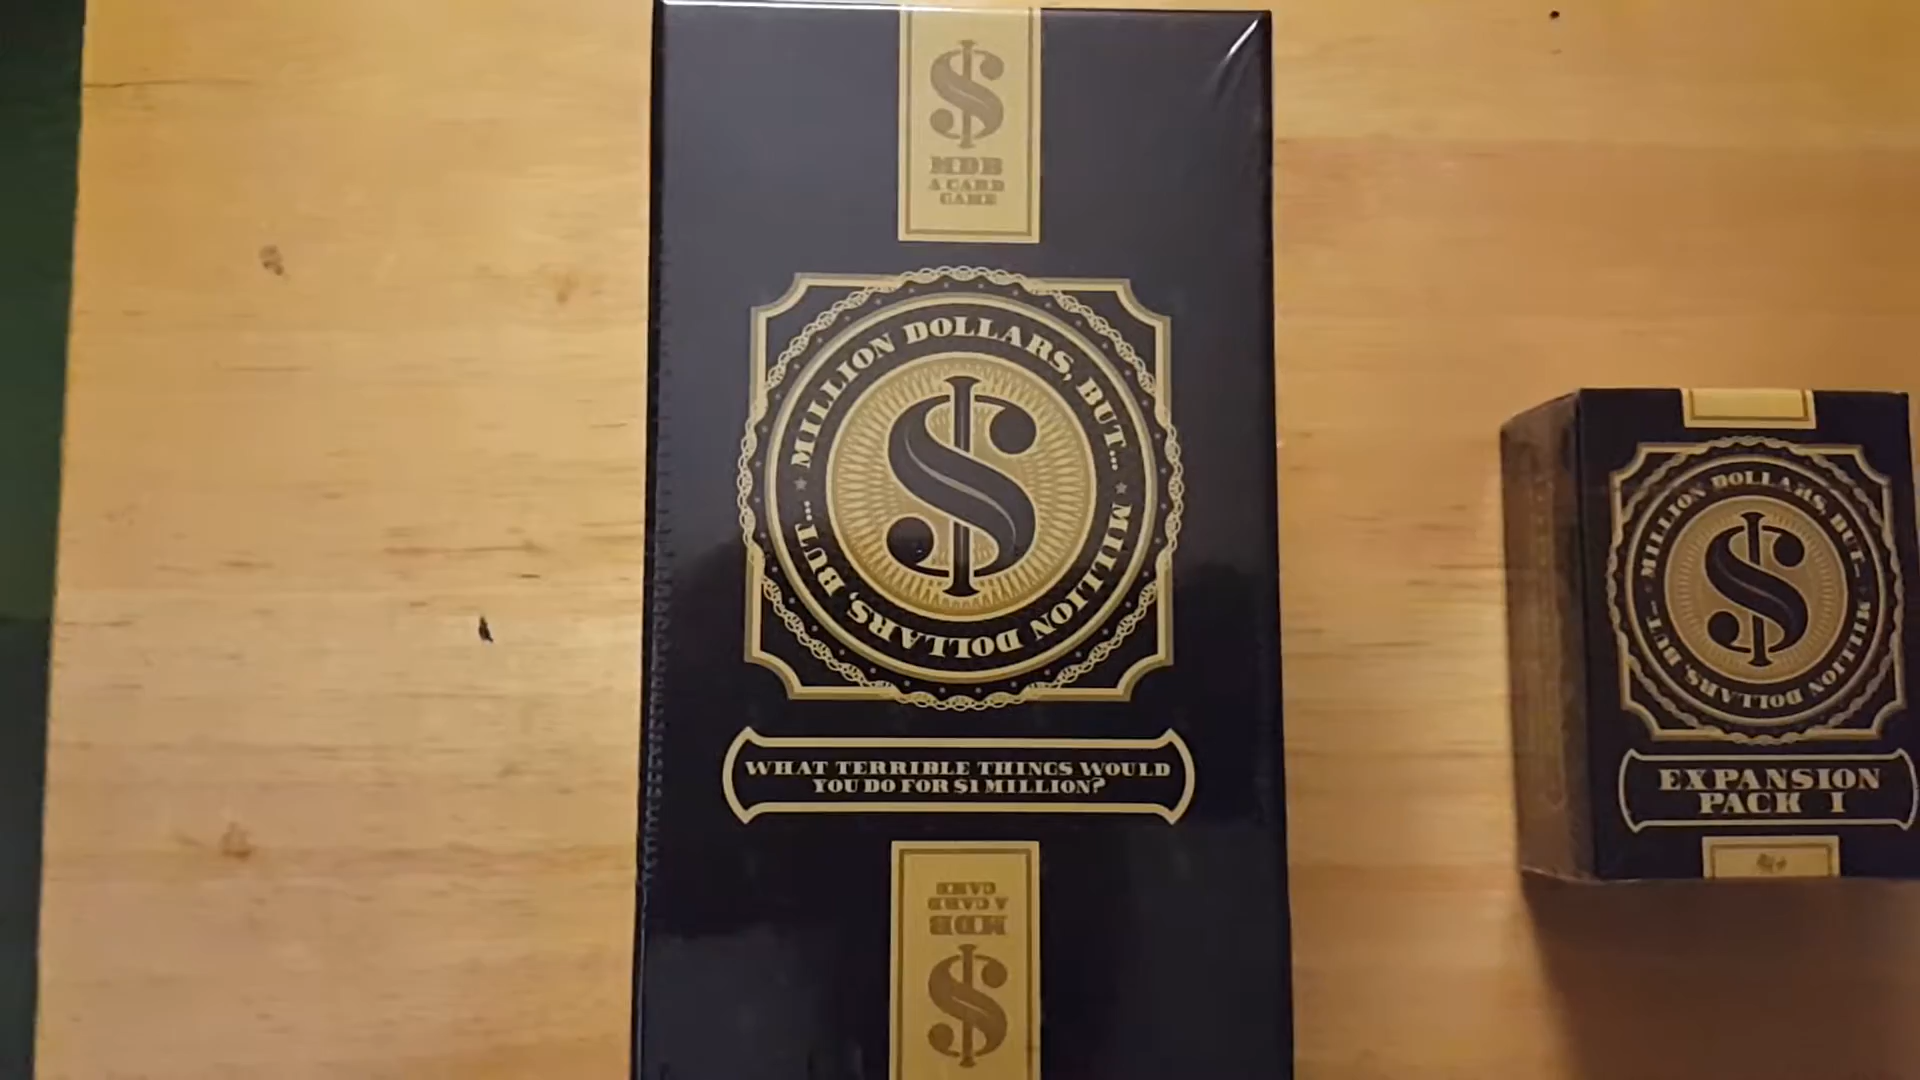 $
MDB
A CARD
GAME
MILLION DOLLARS, BUT...
MILLION DOLLARS, BUT...
$
WHAT TERRIBLE THINGS WOULD
YOU DO FOR $1 MILLION?
MDB
A CARD
GAME
$
MILLION DOLLARS, BUT...
MILLION DOLLARS, BUT...
$
EXPANSION
PACK I